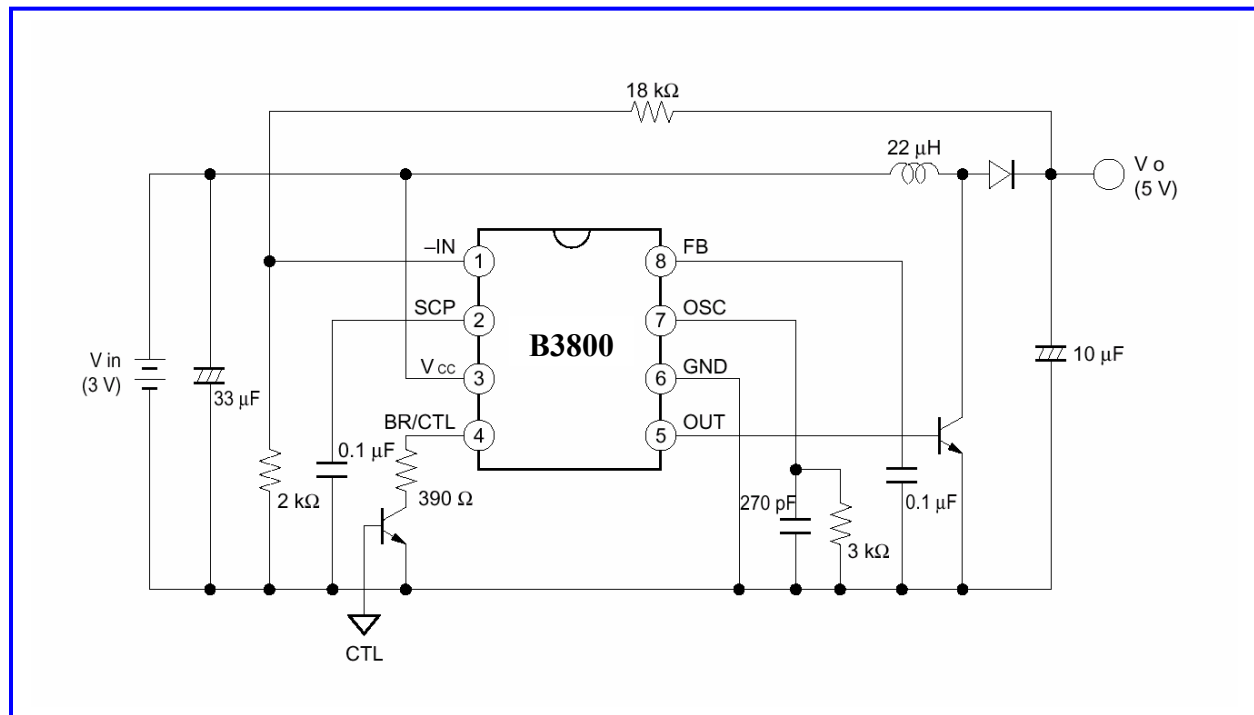 18 kΩ
22 μH
V o
(5 V)
–IN
1
8
FB
SCP
2
7
OSC
B3800
V in
(3 V)
33 μF
Vcc
3
6
GND
10 μF
BR/CTL
4
5
OUT
0.1 μF
2 kΩ
390 Ω
270 pF
0.1 μF
3 kΩ
CTL